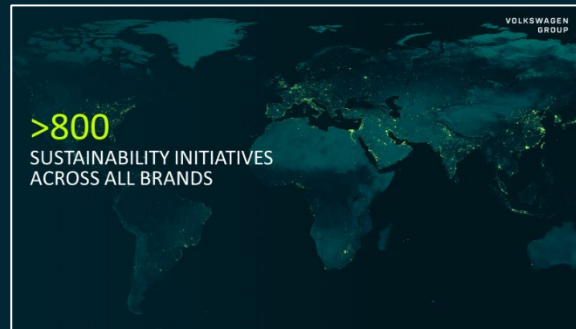 VOLKSWAGEN
GROUP
>800
SUSTAINABILITY INITIATIVES
ACROSS ALL BRANDS